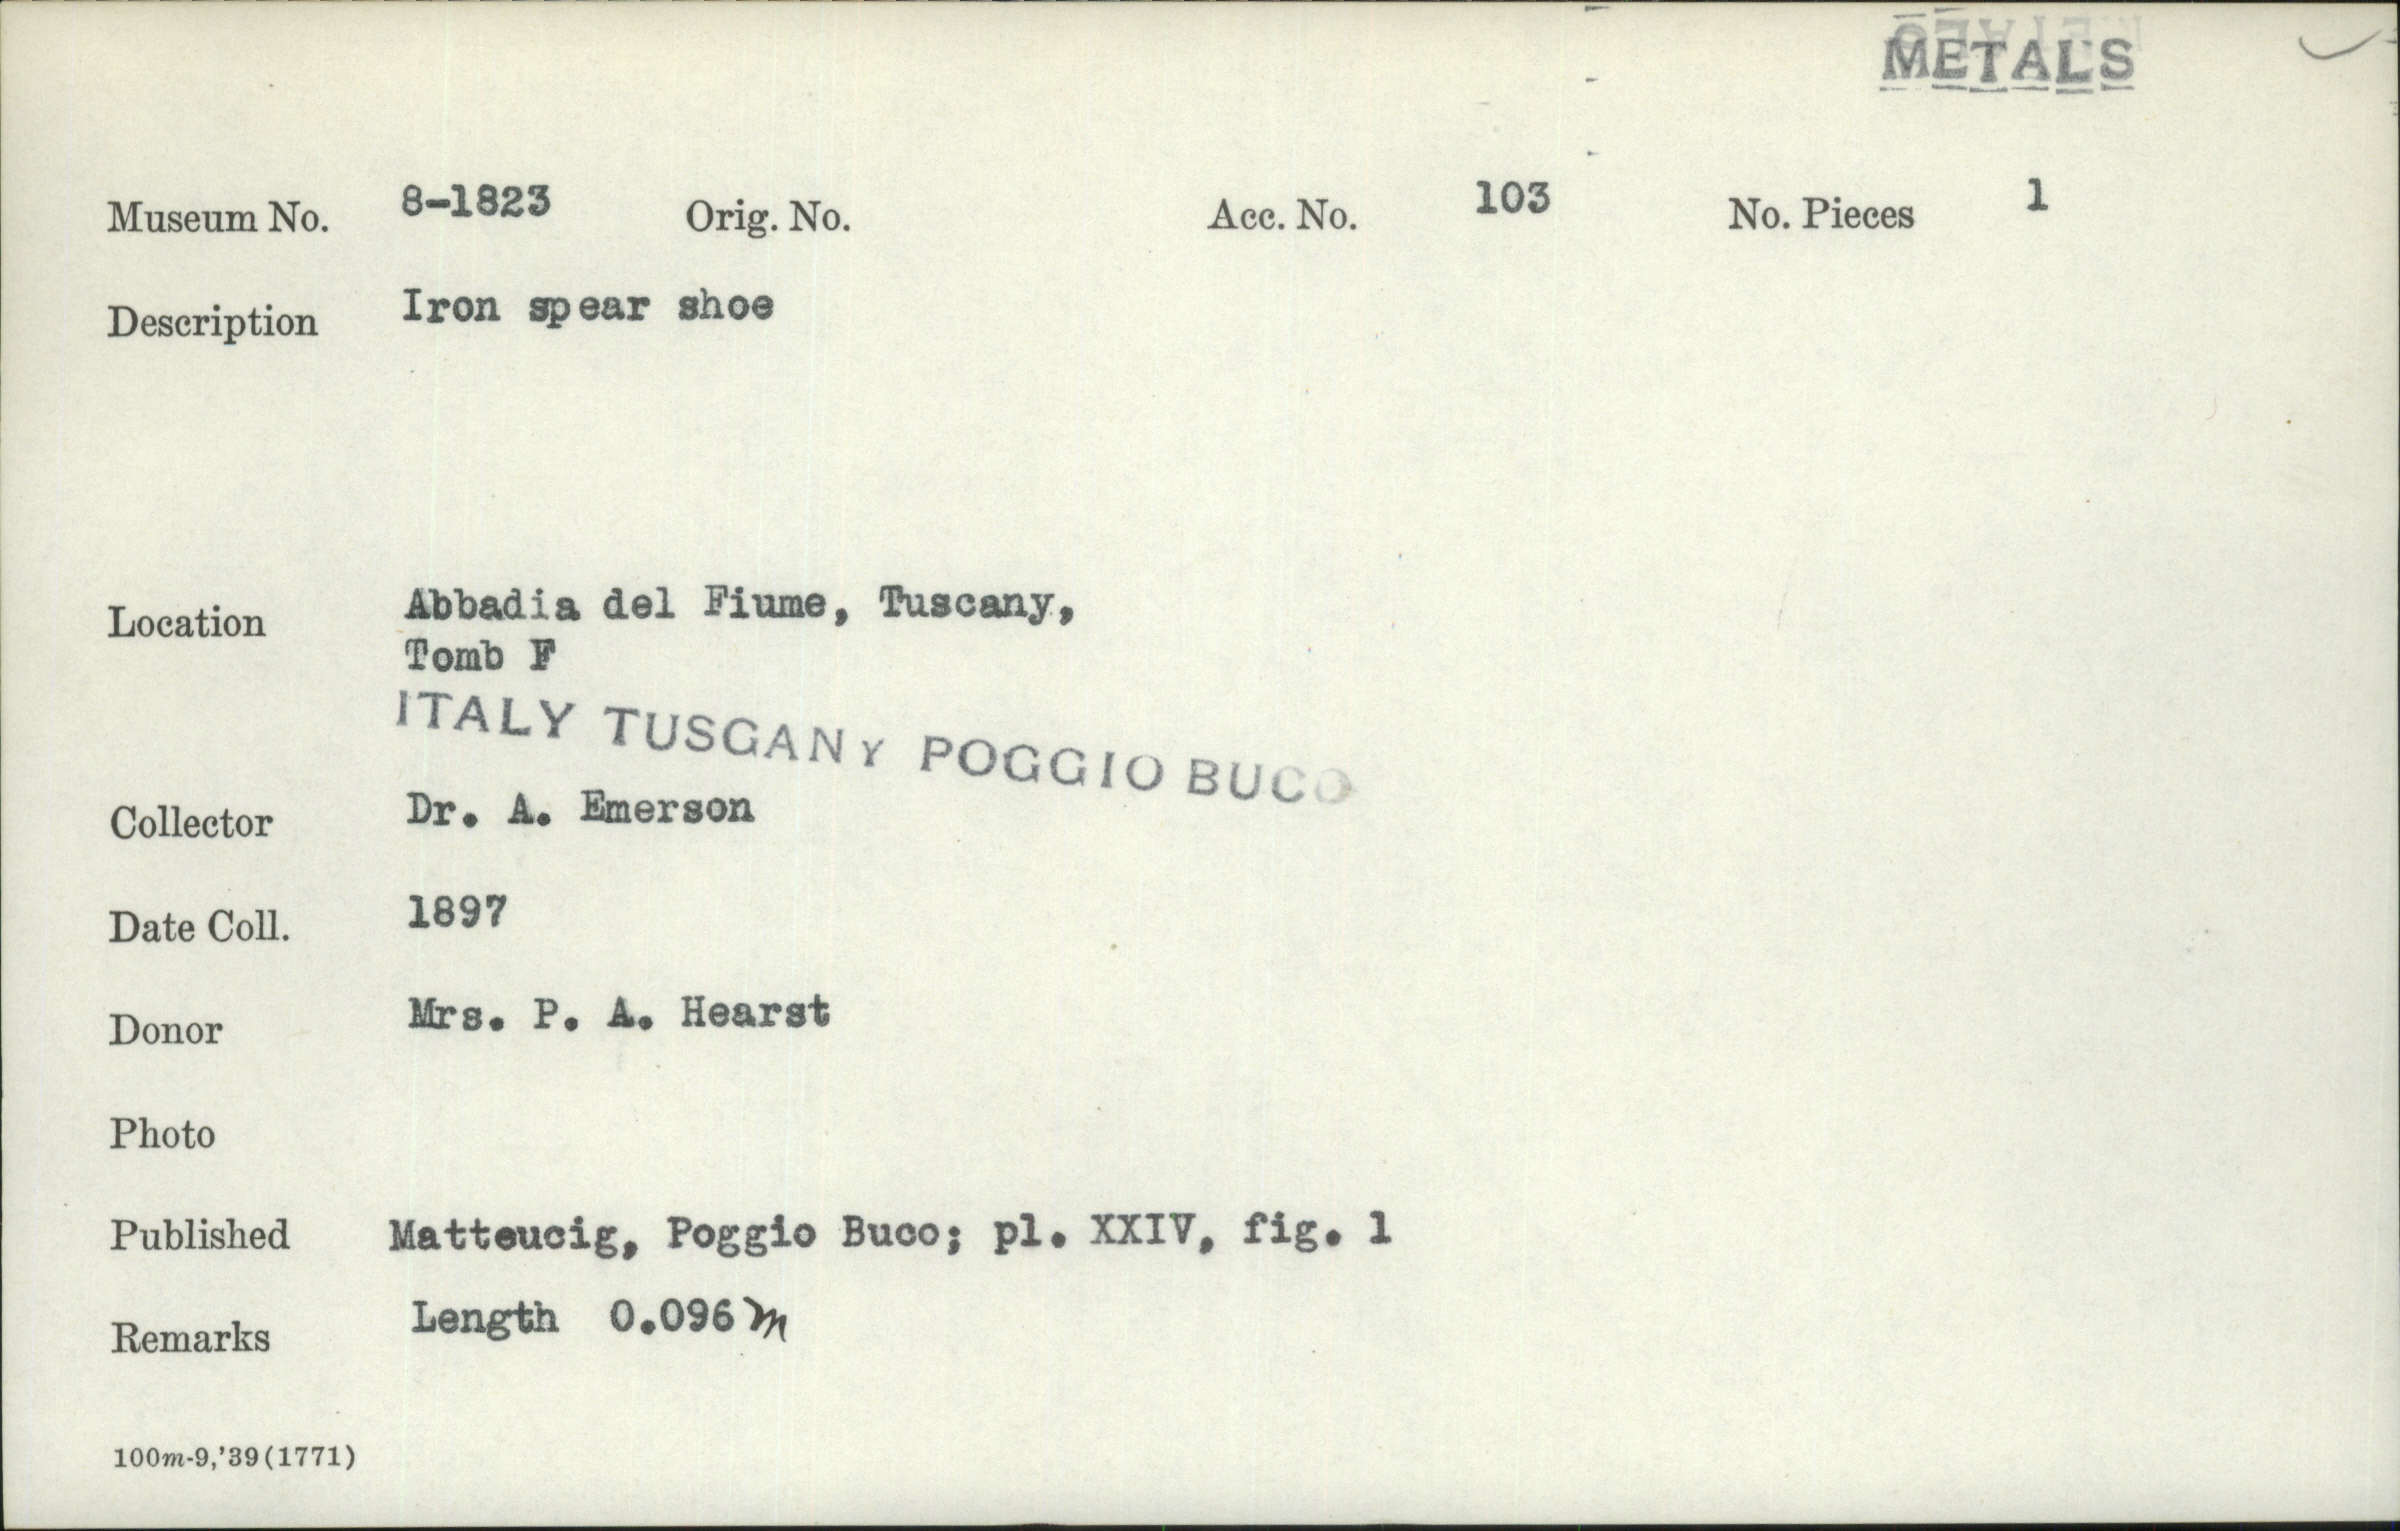 METALS
Museum No. 8-1823 Orig. No. Acc. No. 103 No. Pieces 1
Description Iron spear shoe
Location Abbadia del Fiume, Tuscany,
Tomb F
ITALY TUSCANY POGGIO BUCO
Collector Dr. A. Emerson
Date Coll. 1897
Donor Mrs. P. A. Hearst
Photo
Published Matteucig, Poggio Buco; pl. XXIV, fig. 1
Remarks Length 0.096 m
100m-9,'39(1771)